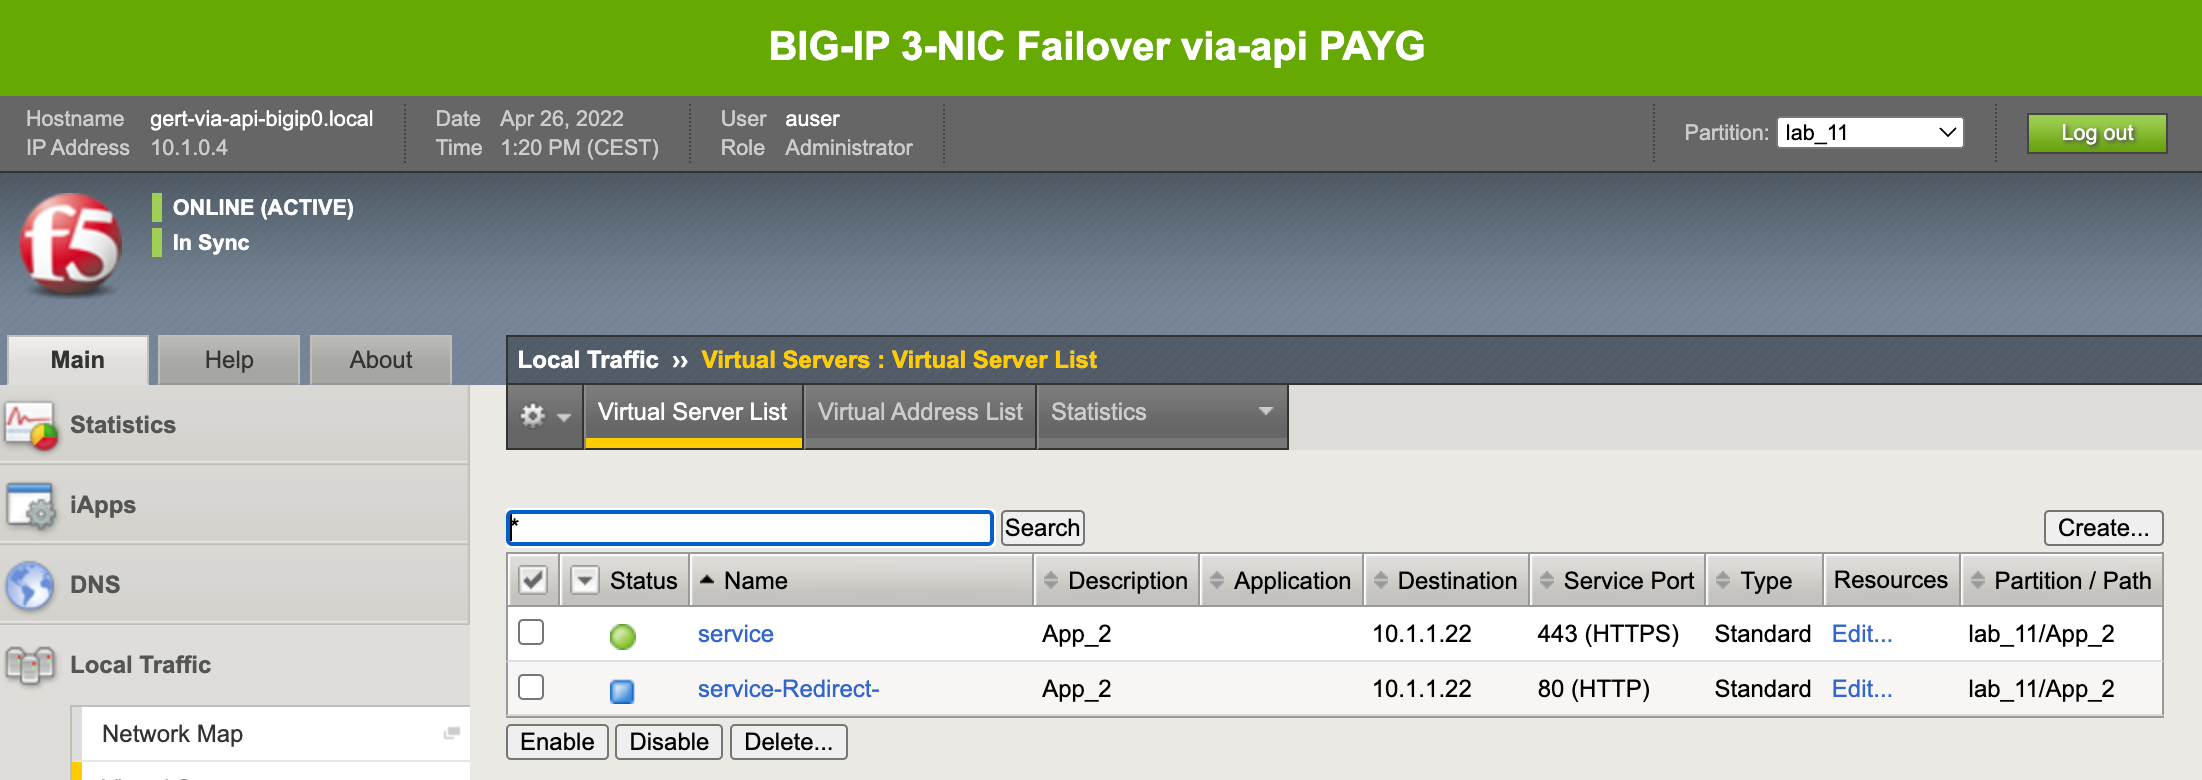 BIG-IP 3-NIC Failover via-api PAYG
Hostname gert-via-api-bigip0.local Date Apr 26, 2022 User auser
IP Address 10.1.0.4 Time 1:20 PM (CEST) Role Administrator
Partition: lab_11 Log out
f5
ONLINE (ACTIVE)
In Sync
Main Help About
Local Traffic ›› Virtual Servers : Virtual Server List
Virtual Server List Virtual Address List Statistics
Statistics
iApps
DNS
Local Traffic
Network Map
* Search Create...
Status Name Description Application Destination Service Port Type Resources Partition / Path
service App_2 10.1.1.22 443 (HTTPS) Standard Edit... lab_11/App_2
service-Redirect- App_2 10.1.1.22 80 (HTTP) Standard Edit... lab_11/App_2
Enable Disable Delete...